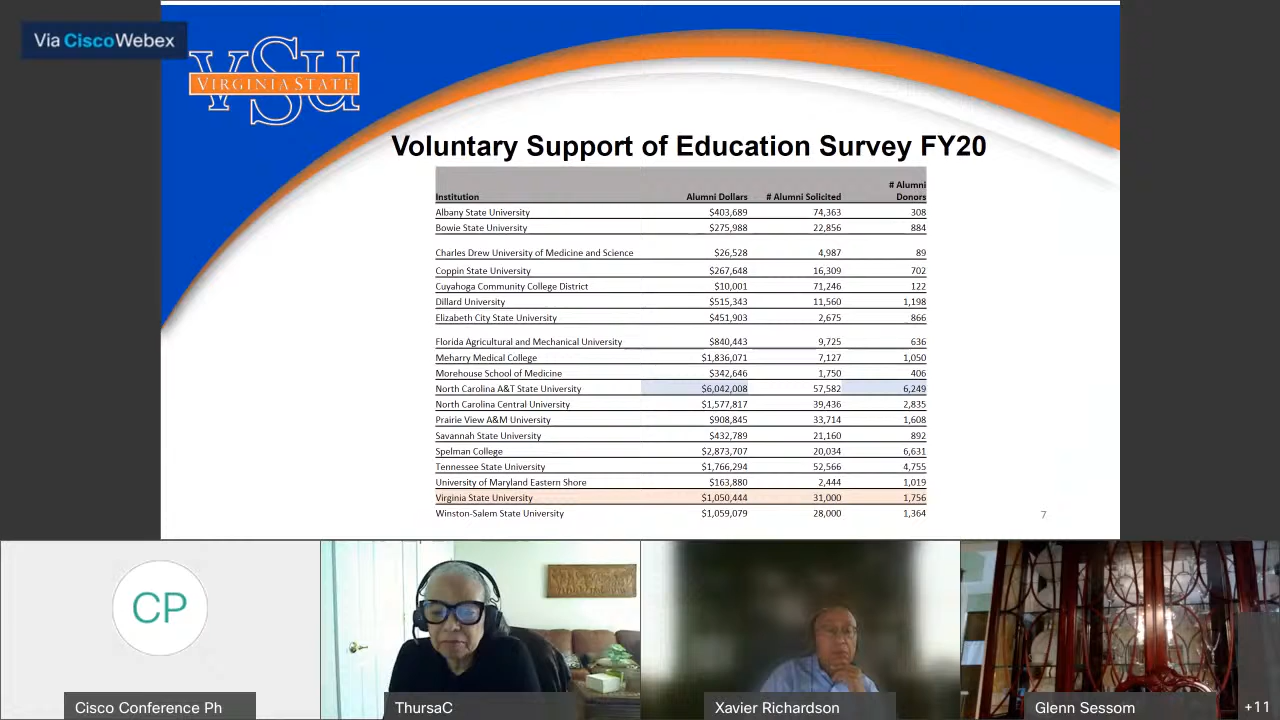 Via Cisco Webex
VSU
VIRGINIA STATE
Voluntary Support of Education Survey FY20
Institution Alumni Dollars # Alumni Solicited # Alumni Donors
Albany State University $403,689 74,363 308
Bowie State University $275,988 22,856 884
Charles Drew University of Medicine and Science $26,528 4,987 89
Coppin State University $267,648 16,309 702
Cuyahoga Community College District $10,001 71,246 122
Dillard University $515,343 11,560 1,198
Elizabeth City State University $451,903 2,675 866
Florida Agricultural and Mechanical University $840,443 9,725 636
Meharry Medical College $1,836,071 7,127 1,050
Morehouse School of Medicine $342,646 1,750 406
North Carolina A&T State University $6,042,008 57,582 6,249
North Carolina Central University $1,577,817 39,436 2,835
Prairie View A&M University $908,845 33,714 1,608
Savannah State University $432,789 21,160 892
Spelman College $2,873,707 20,034 6,631
Tennessee State University $1,766,294 52,566 4,755
University of Maryland Eastern Shore $163,880 2,444 1,019
Virginia State University $1,050,444 31,000 1,756
Winston-Salem State University $1,059,079 28,000 1,364
7
CP
Cisco Conference Ph
ThursaC
Xavier Richardson
Glenn Sessom
+11